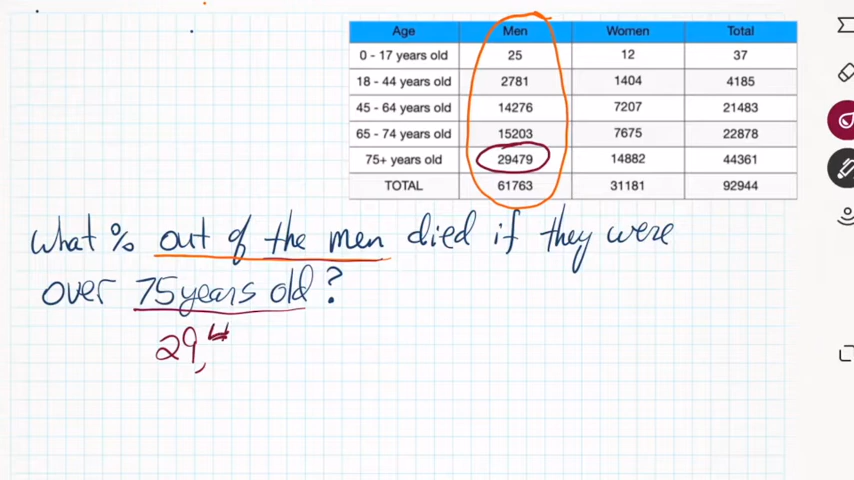 Age Men Women Total
0 - 17 years old 25 12 37
18 - 44 years old 2781 1404 4185
45 - 64 years old 14276 7207 21483
65 - 74 years old 15203 7675 22878
75+ years old 29479 14882 44361
TOTAL 61763 31181 92944
What % out of the men died if they were
over 75 years old?
29,4